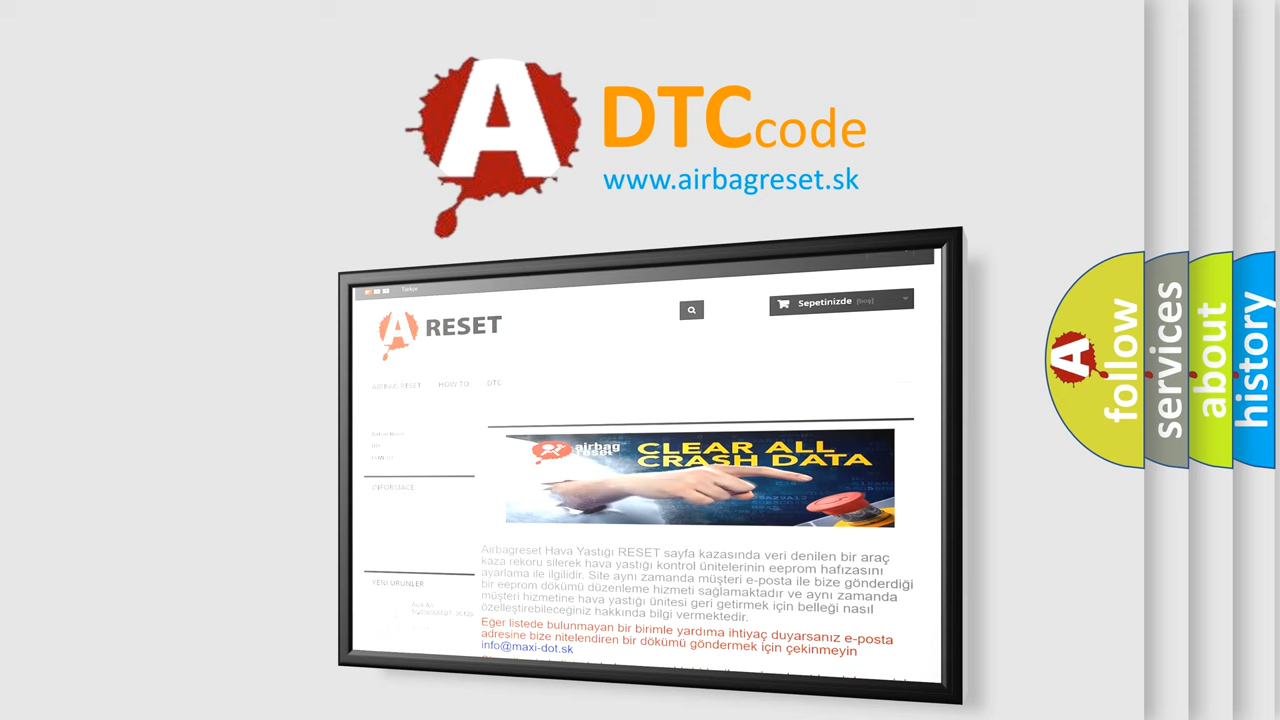 A DTC code
www.airbagreset.sk
Türkçe
A RESET
Sepetinizde [boş]
AIRBAG RESET HOW TO DTC
INFORMACE
airbag reset CLEAR ALL
CRASH DATA
Airbagreset Hava Yastığı RESET sayfa kazasında veri denilen bir araç
kaza rekoru silerek hava yastığı kontrol ünitelerinin eeprom hafızasını
ayarlama ile ilgilidir. Site aynı zamanda müşteri e-posta ile bize gönderdiği
bir eeprom dökümü düzenleme hizmeti sağlamaktadır ve aynı zamanda
müşteri hizmetine hava yastığı ünitesi geri getirmek için belleği nasıl
özelleştirebileceğiniz hakkında bilgi vermektedir.
Eğer listede bulunmayan bir birimle yardıma ihtiyaç duyarsanız e-posta
adresine bize nitelendiren bir dökümü göndermek için çekinmeyin
info@maxi-dot.sk
YENI ÜRÜNLER
A follow
services
about
history